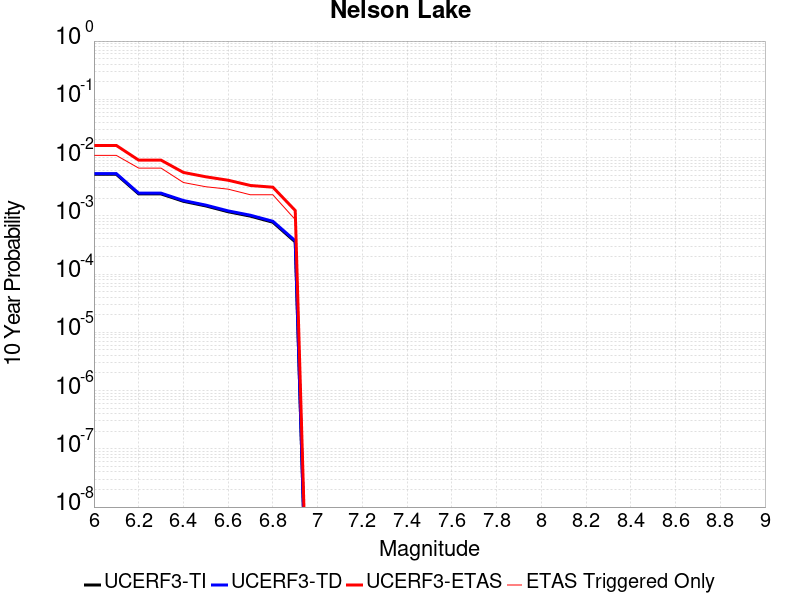 Nelson Lake
10^0
10^-1
10^-2
10^-3
10^-4
10^-5
10^-6
10^-7
10^-8
10 Year Probability
6 6.2 6.4 6.6 6.8 7 7.2 7.4 7.6 7.8 8 8.2 8.4 8.6 8.8 9
Magnitude
UCERF3-TI UCERF3-TD UCERF3-ETAS ETAS Triggered Only